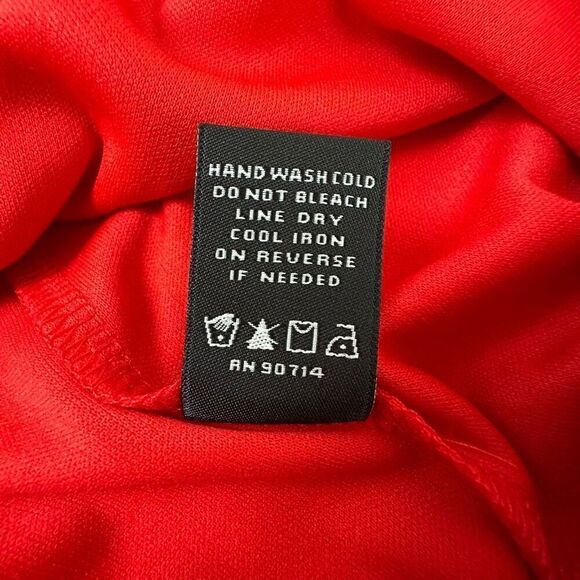 HAND WASH COLD
DO NOT BLEACH
LINE DRY
COOL IRON
ON REVERSE
IF NEEDED
RN 90714